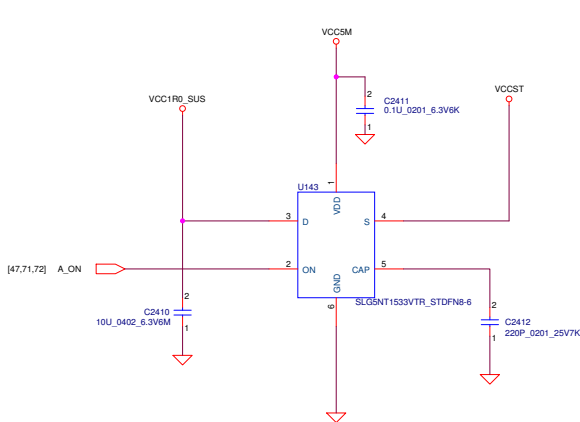 VCC5M
VCC1R0_SUS
VCCST
2
C2411
0.1U_0201_6.3V6K
1
U143
1
VDD
3
D
S
4
[47,71,72]
A_ON
2
ON
CAP
5
GND
6
SLG5NT1533VTR_STDFN8-6
2
C2410
10U_0402_6.3V6M
1
2
C2412
220P_0201_25V7K
1